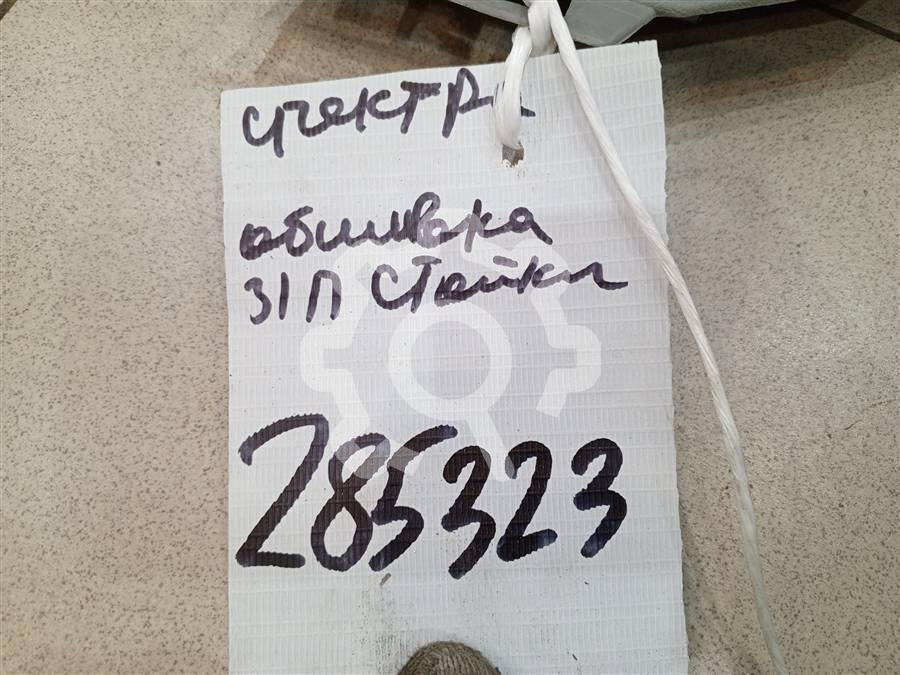 спектра
обшивка
з/п стойки
285323